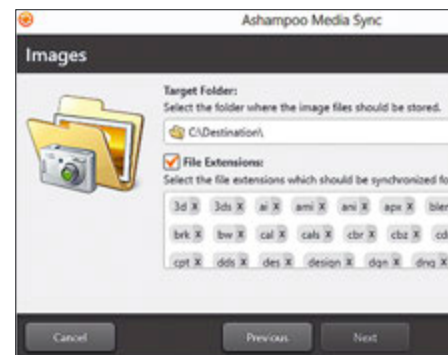 Ashampoo Media Sync
Images
Target Folder:
Select the folder where the image files should be stored.
C:\Destination\
File Extensions:
Select the file extensions which should be synchronized fo
3d x 3ds x ai x ami x ani x apx x bler
brk x bw x cal x cals x cbr x cbz x cd
cpt x dds x des x design x dgn x dng x
Cancel Previous Next